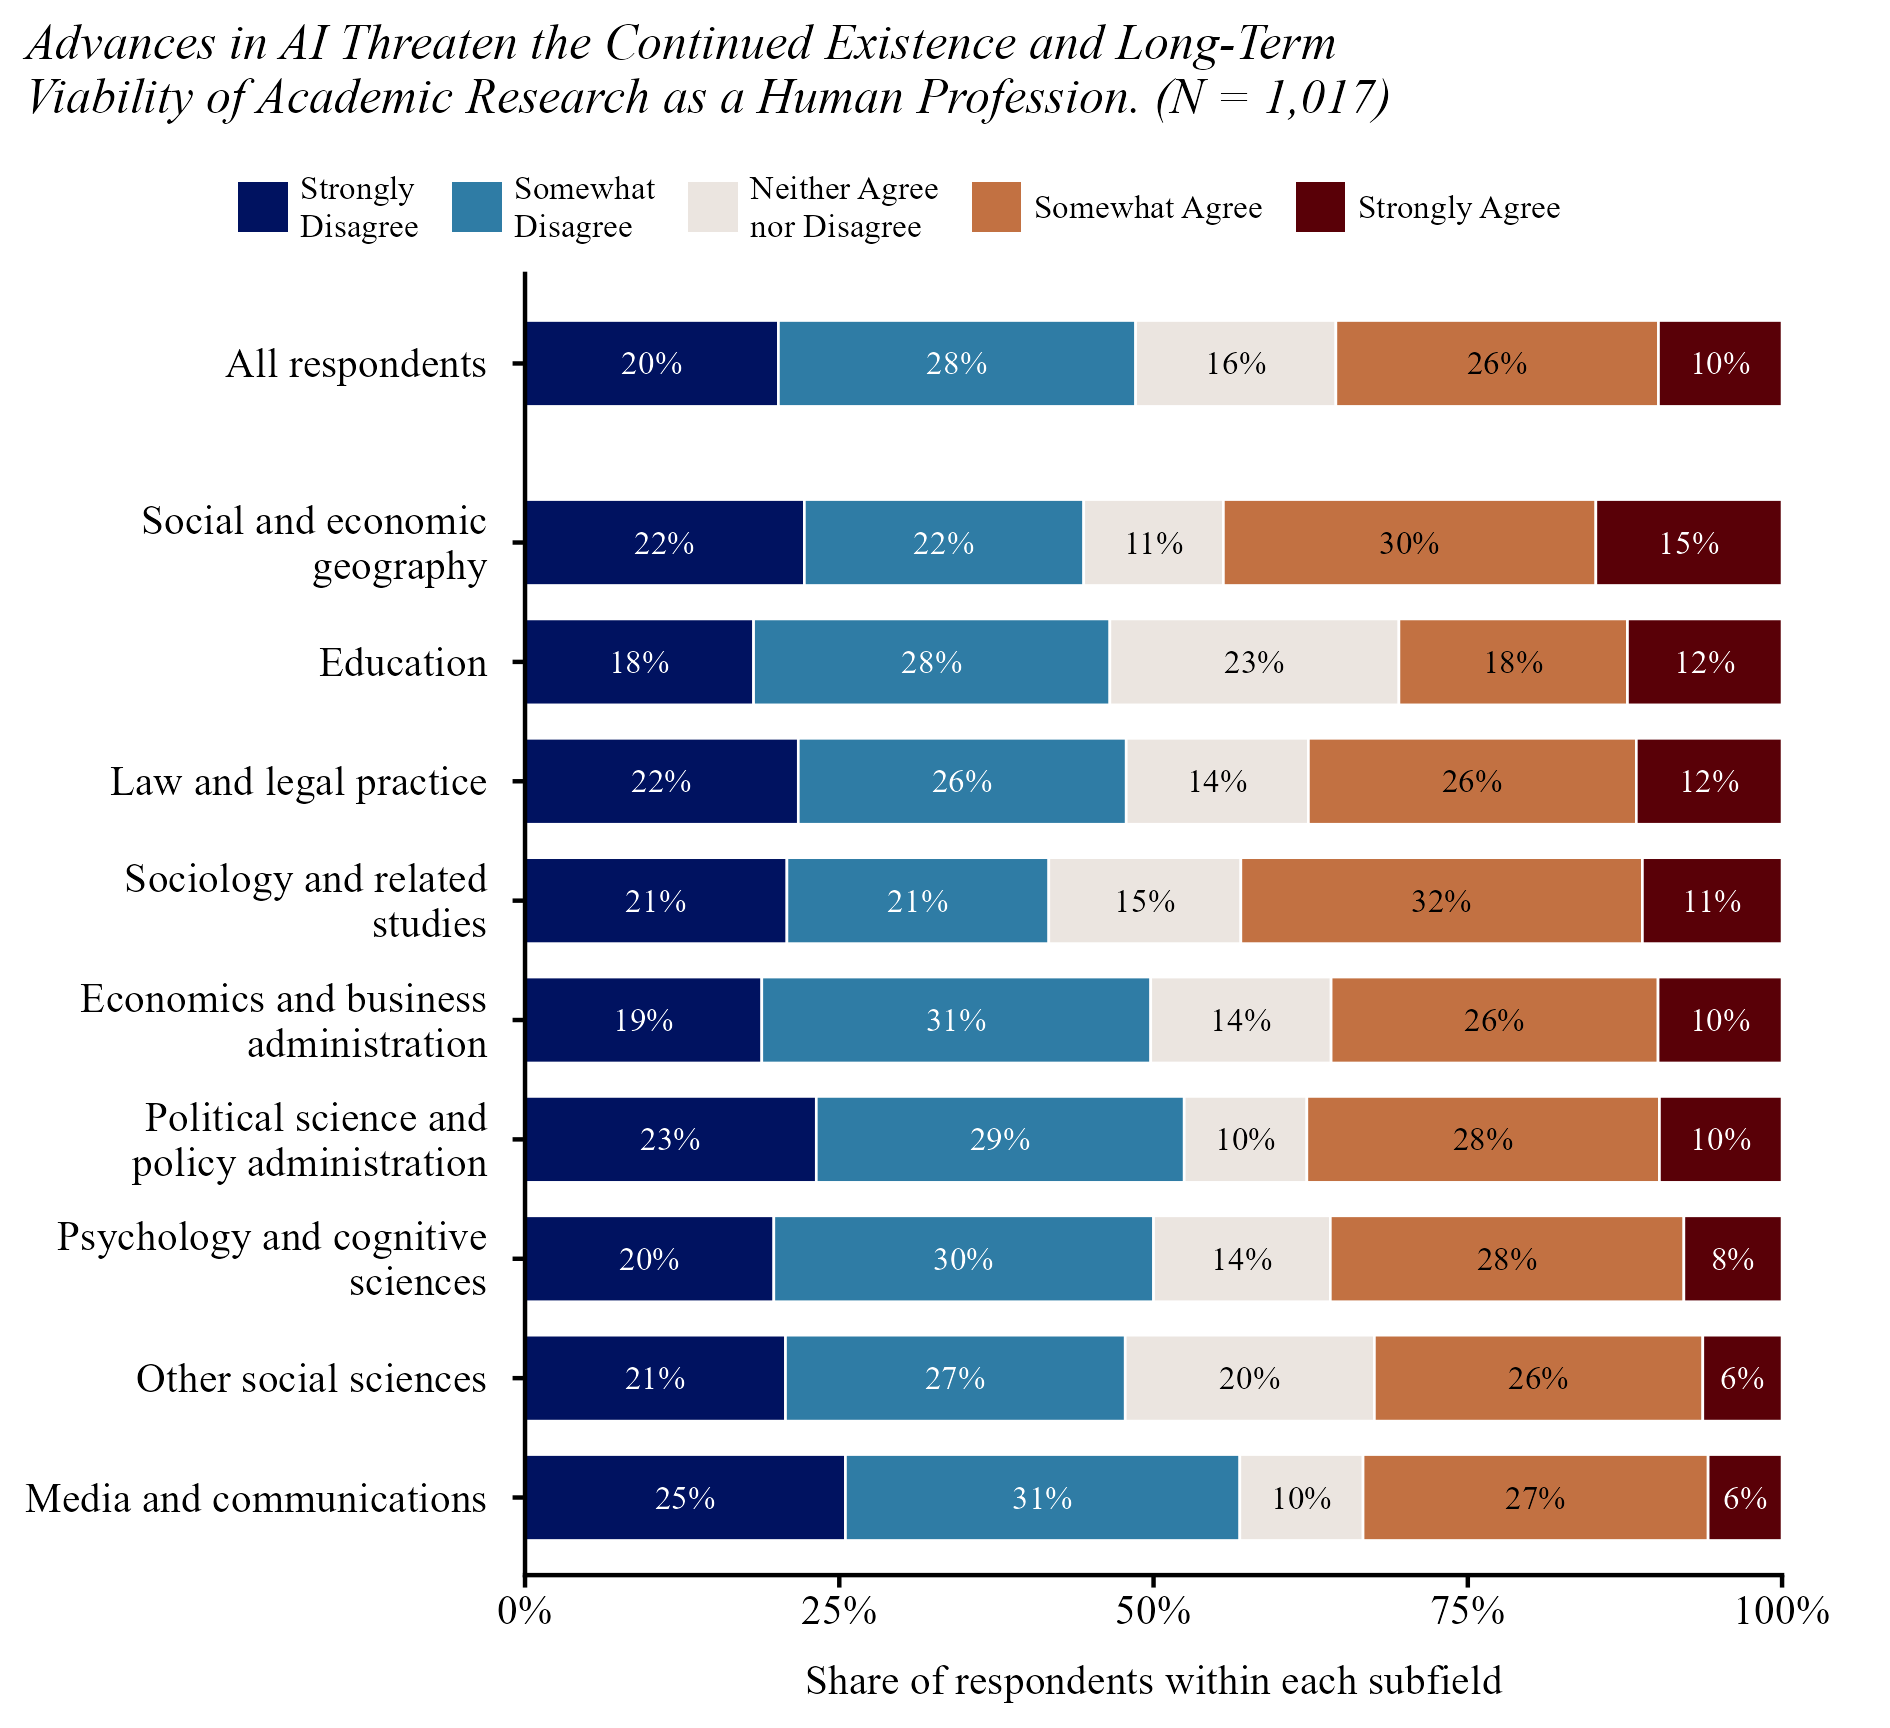 Advances in AI Threaten the Continued Existence and Long-Term
Viability of Academic Research as a Human Profession. (N = 1,017)
Strongly
Disagree
Somewhat
Disagree
Neither Agree
nor Disagree
Somewhat Agree
Strongly Agree
All respondents
20% 28% 16% 26% 10%
Social and economic
geography
22% 22% 11% 30% 15%
Education
18% 28% 23% 18% 12%
Law and legal practice
22% 26% 14% 26% 12%
Sociology and related
studies
21% 21% 15% 32% 11%
Economics and business
administration
19% 31% 14% 26% 10%
Political science and
policy administration
23% 29% 10% 28% 10%
Psychology and cognitive
sciences
20% 30% 14% 28% 8%
Other social sciences
21% 27% 20% 26% 6%
Media and communications
25% 31% 10% 27% 6%
0% 25% 50% 75% 100%
Share of respondents within each subfield